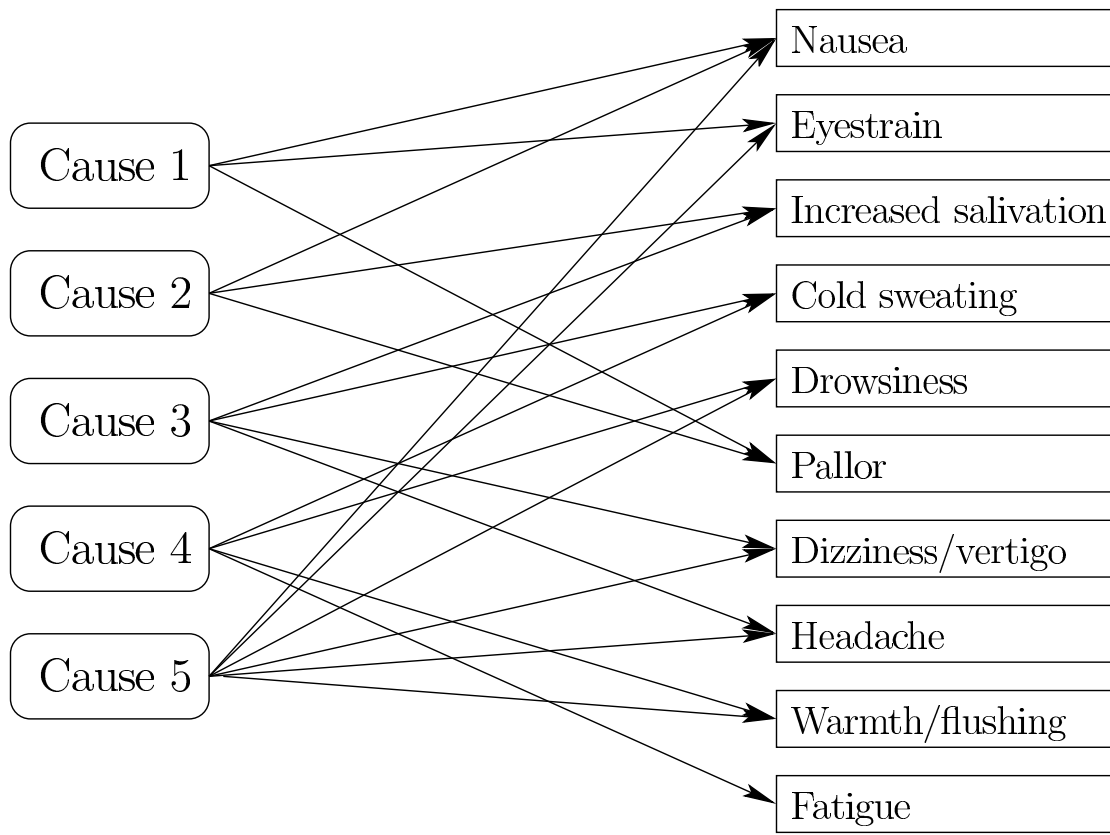 Cause 1
Cause 2
Cause 3
Cause 4
Cause 5
Nausea
Eyestrain
Increased salivation
Cold sweating
Drowsiness
Pallor
Dizziness/vertigo
Headache
Warmth/flushing
Fatigue